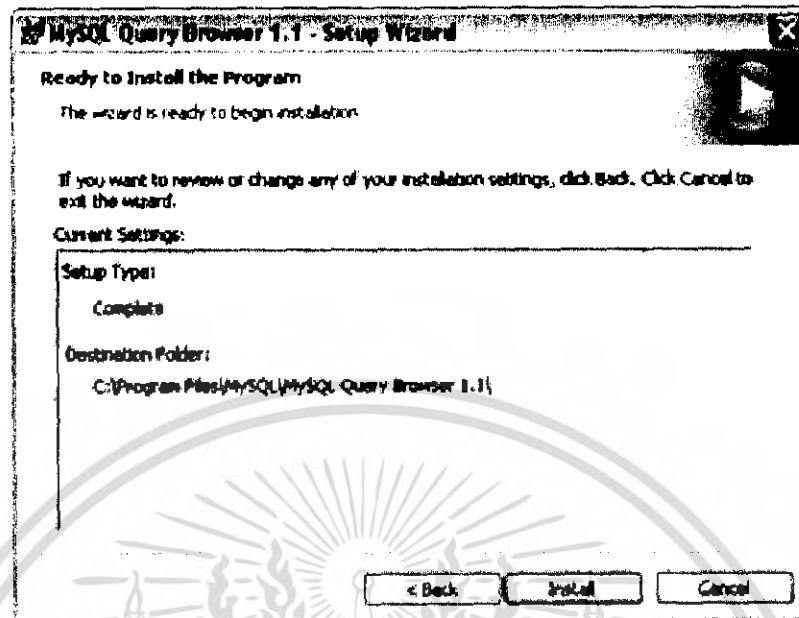 MySQL Query Browser 1.1 - Setup Wizard
Ready to Install the Program
The wizard is ready to begin installation
If you want to review or change any of your installation settings, click Back. Click Cancel to
exit the wizard.
Current Settings:
Setup Type:
Complete
Destination Folder:
C:\Program Files\MySQL\MySQL Query Browser 1.1\
< Back
Install
Cancel